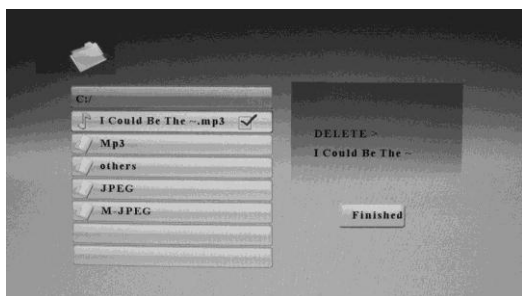 C:/
I Could Be The ~.mp3
Mp3
others
JPEG
M-JPEG
DELETE >
I Could Be The ~
Finished